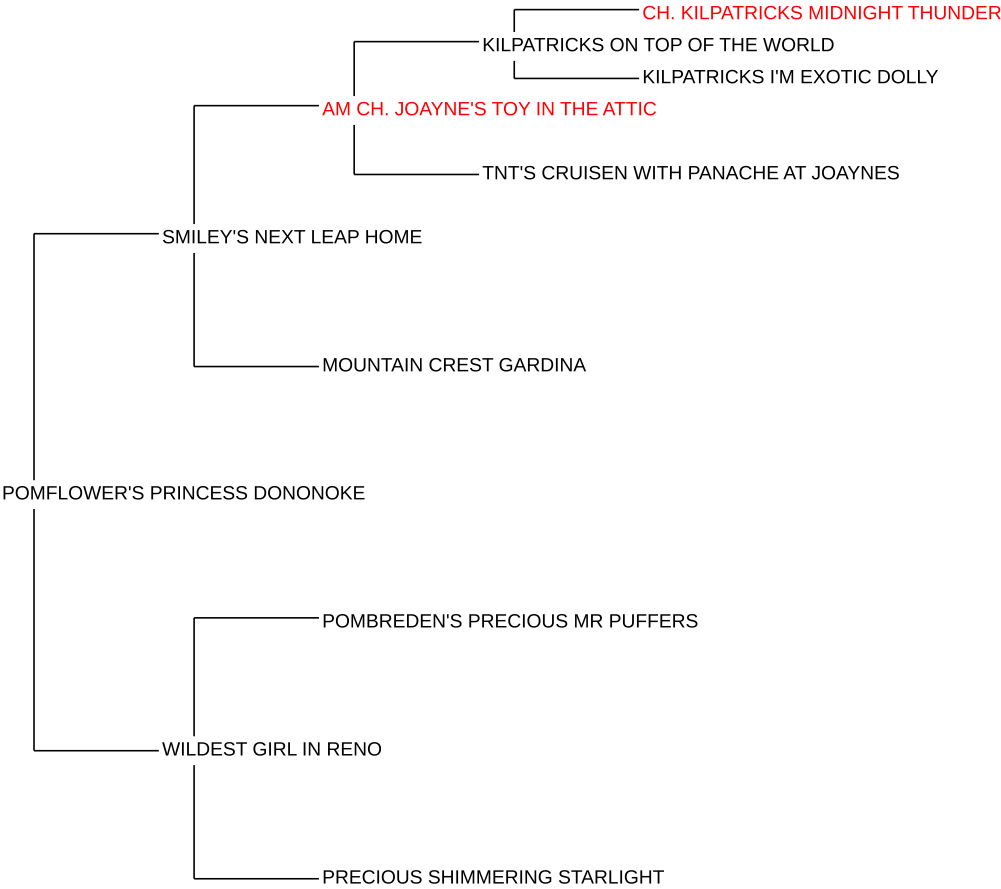 CH. KILPATRICKS MIDNIGHT THUNDER
KILPATRICKS ON TOP OF THE WORLD
KILPATRICKS I'M EXOTIC DOLLY
AM CH. JOAYNE'S TOY IN THE ATTIC
TNT'S CRUISEN WITH PANACHE AT JOAYNES
SMILEY'S NEXT LEAP HOME
MOUNTAIN CREST GARDINA
POMFLOWER'S PRINCESS DONONOKE
POMBREDEN'S PRECIOUS MR PUFFERS
WILDEST GIRL IN RENO
PRECIOUS SHIMMERING STARLIGHT